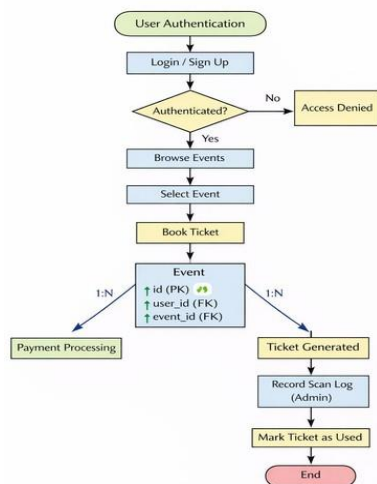 User Authentication
Login / Sign Up
Authenticated?
No
Access Denied
Yes
Browse Events
Select Event
Book Ticket
Event
id (PK)
user_id (FK)
event_id (FK)
1:N
1:N
Payment Processing
Ticket Generated
Record Scan Log
(Admin)
Mark Ticket as Used
End